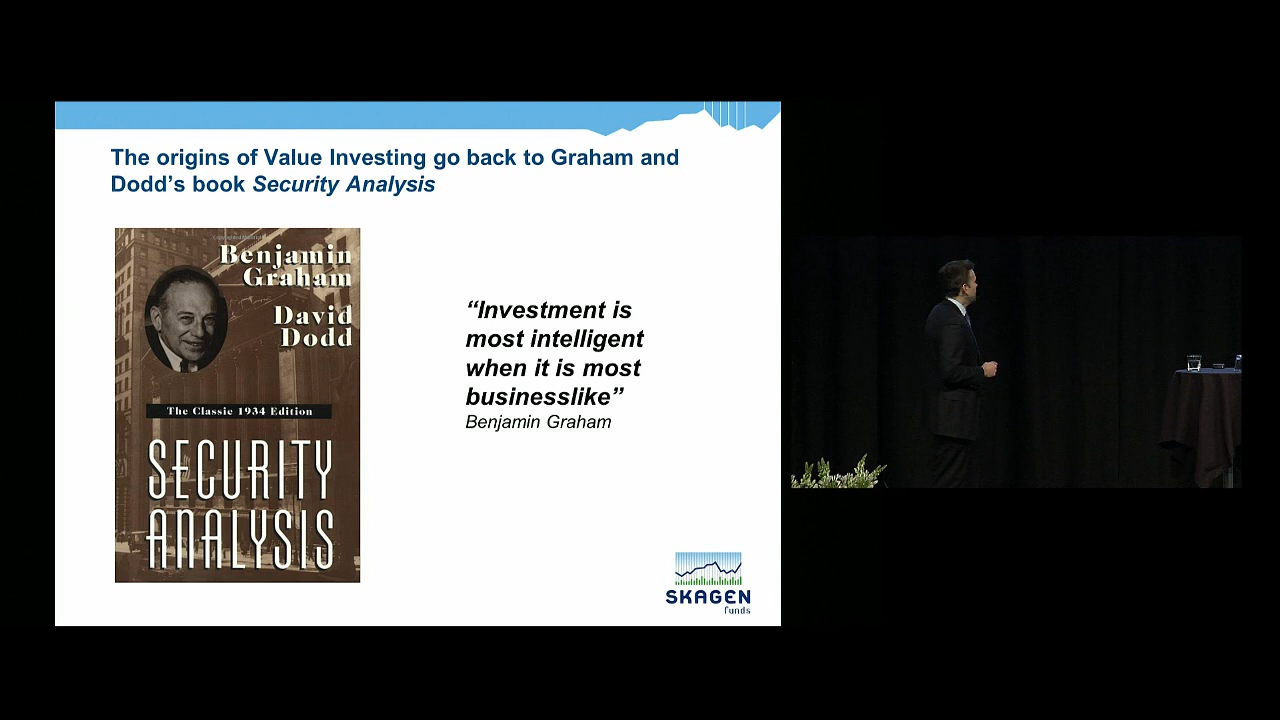 The origins of Value Investing go back to Graham and
Dodd's book Security Analysis
Benjamin
Graham
David
Dodd
The Classic 1934 Edition
SECURITY
ANALYSIS
“Investment is
most intelligent
when it is most
businesslike”
Benjamin Graham
SKAGEN
funds